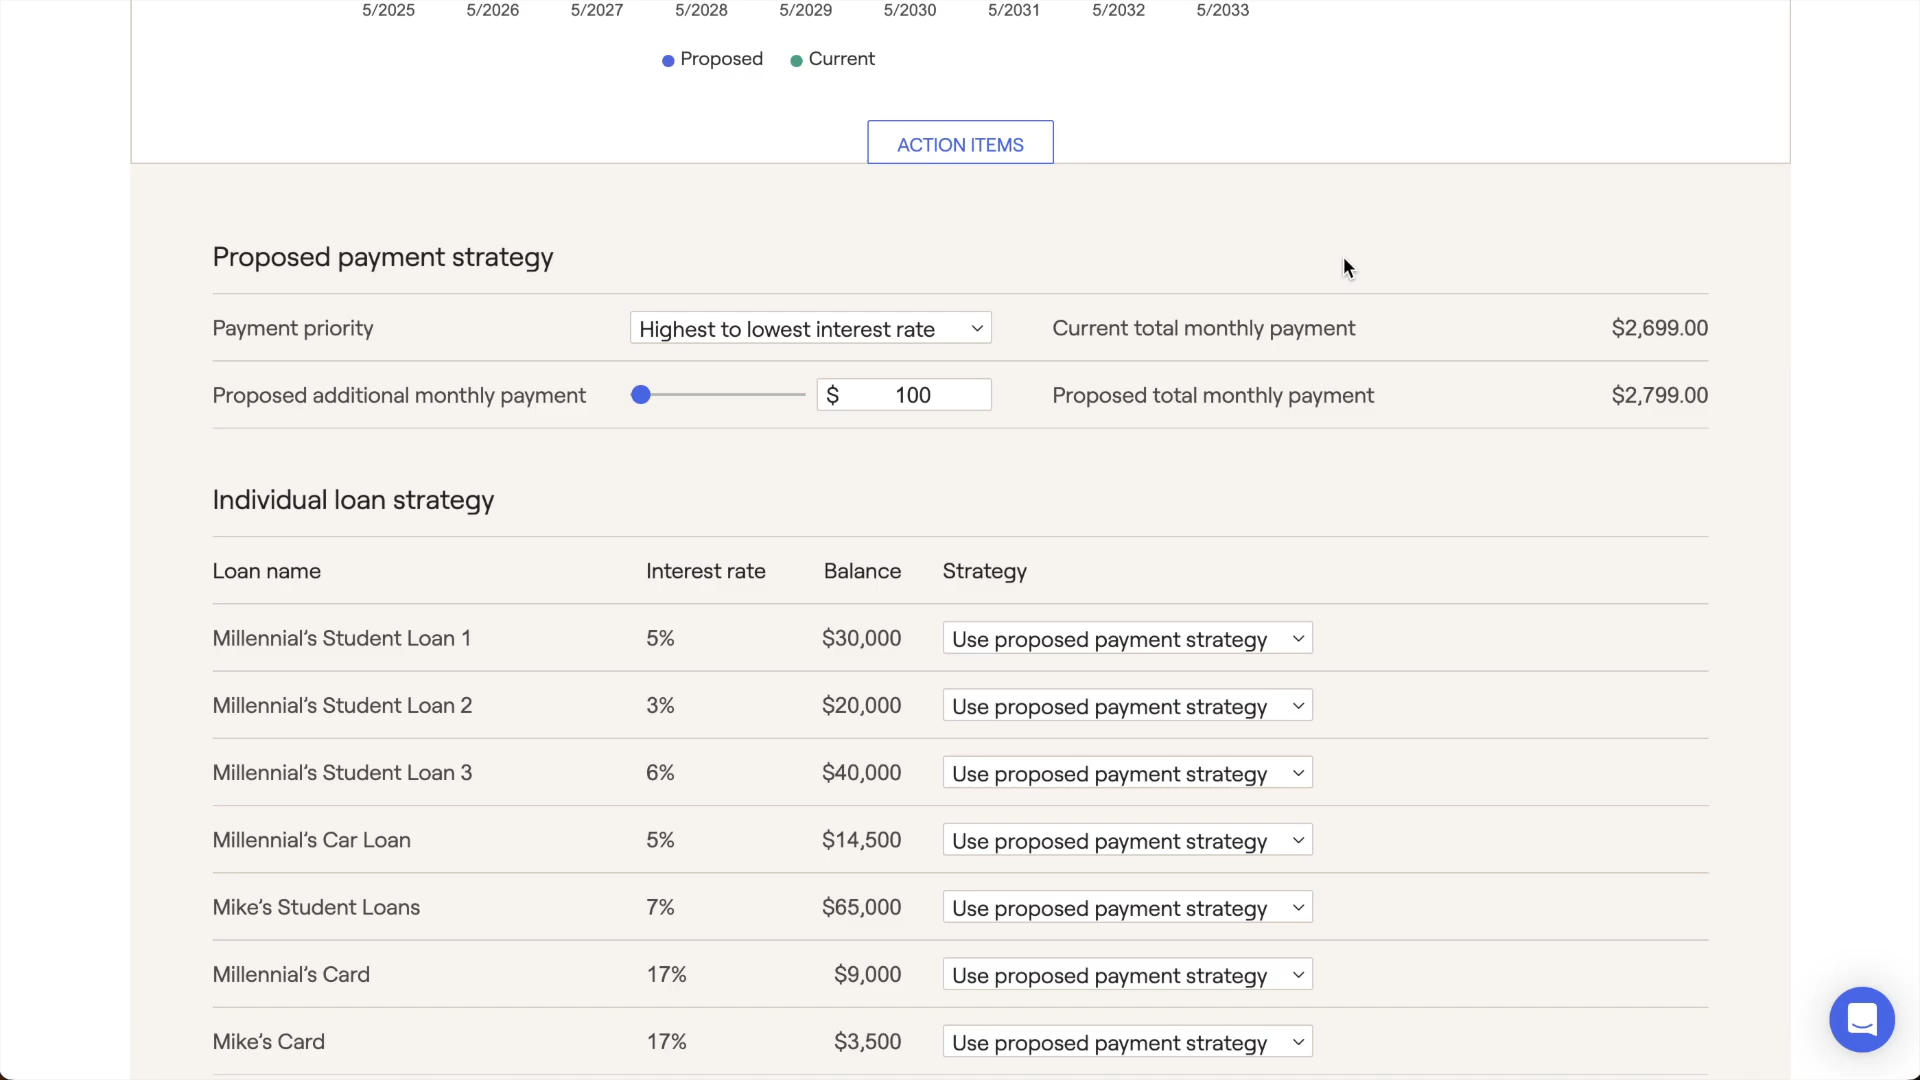 5/2025 5/2026 5/2027 5/2028 5/2029 5/2030 5/2031 5/2032 5/2033
Proposed Current
ACTION ITEMS
Proposed payment strategy
Payment priority Highest to lowest interest rate Current total monthly payment $2,699.00
Proposed additional monthly payment $ 100 Proposed total monthly payment $2,799.00
Individual loan strategy
Loan name Interest rate Balance Strategy
Millennial’s Student Loan 1 5% $30,000 Use proposed payment strategy
Millennial’s Student Loan 2 3% $20,000 Use proposed payment strategy
Millennial’s Student Loan 3 6% $40,000 Use proposed payment strategy
Millennial’s Car Loan 5% $14,500 Use proposed payment strategy
Mike’s Student Loans 7% $65,000 Use proposed payment strategy
Millennial’s Card 17% $9,000 Use proposed payment strategy
Mike’s Card 17% $3,500 Use proposed payment strategy